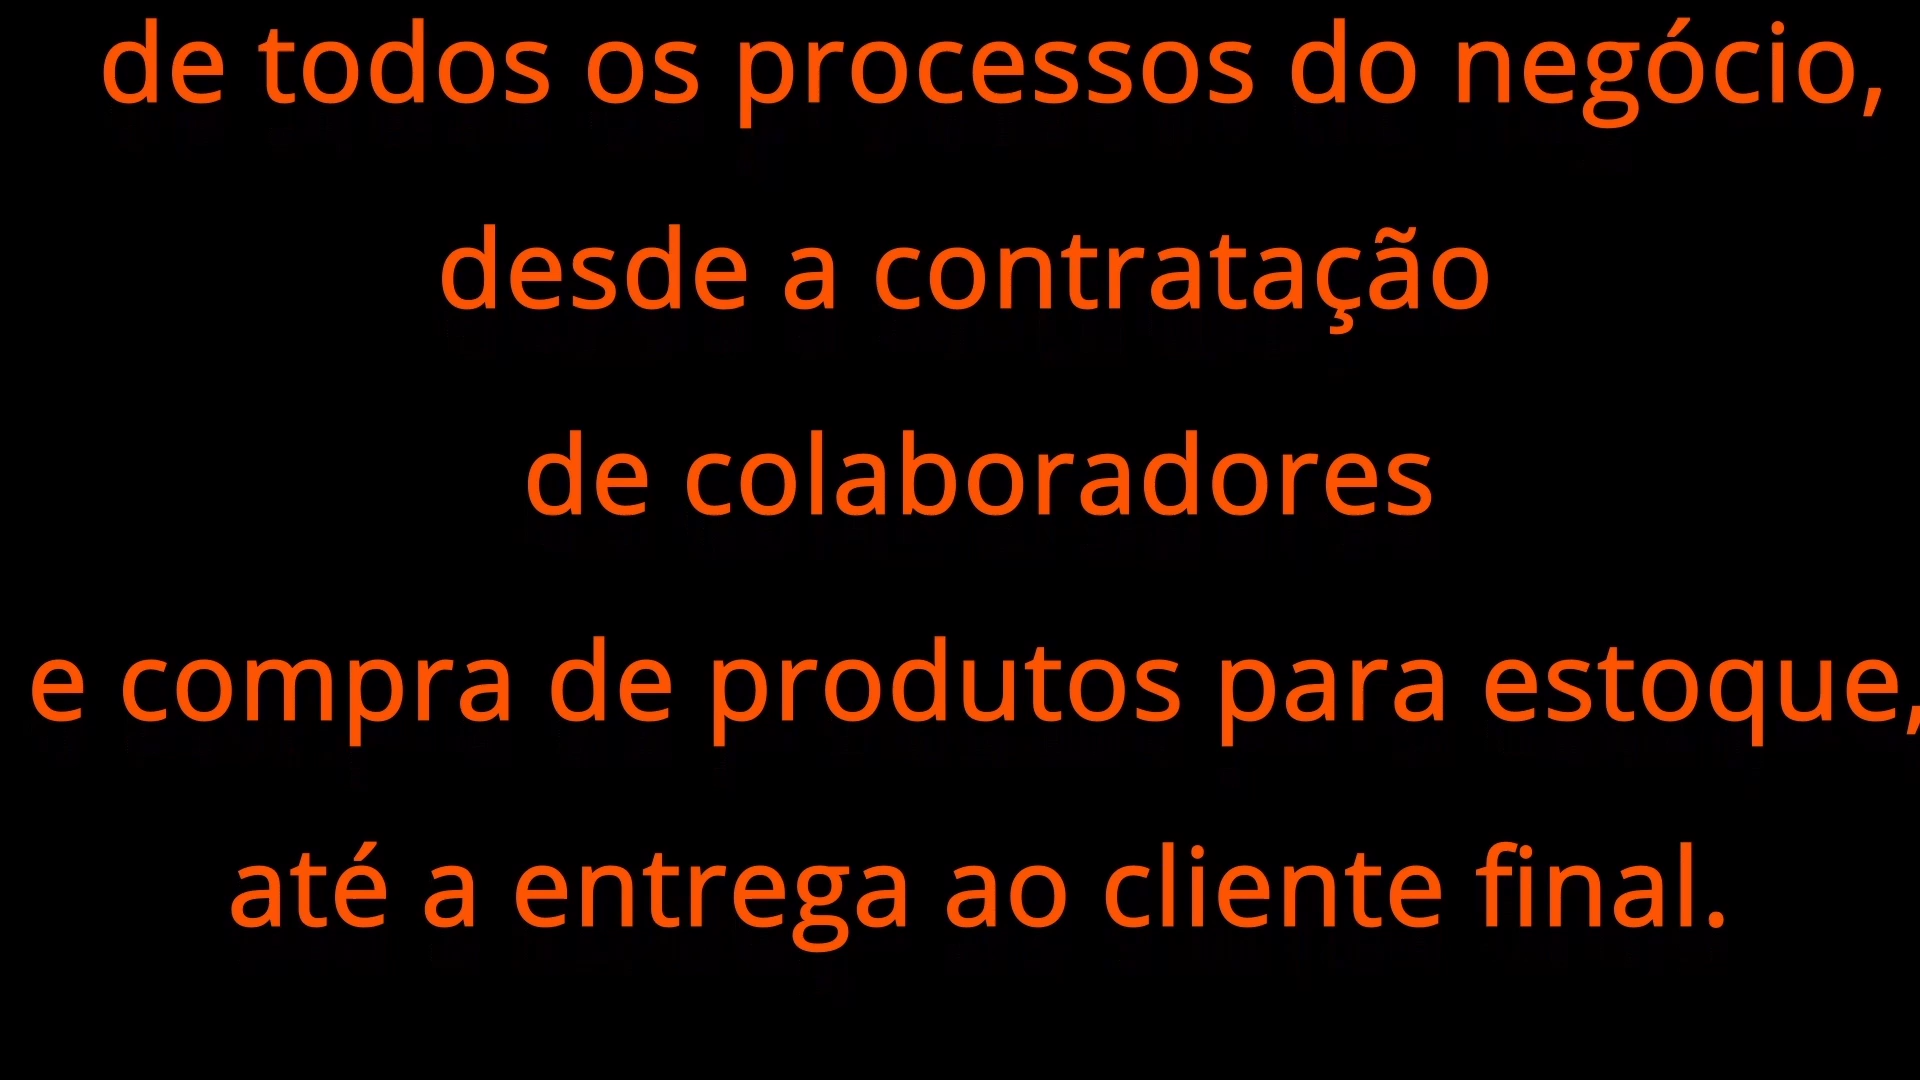 de todos os processos do negócio,
desde a contratação
de colaboradores
e compra de produtos para estoque,
até a entrega ao cliente final.